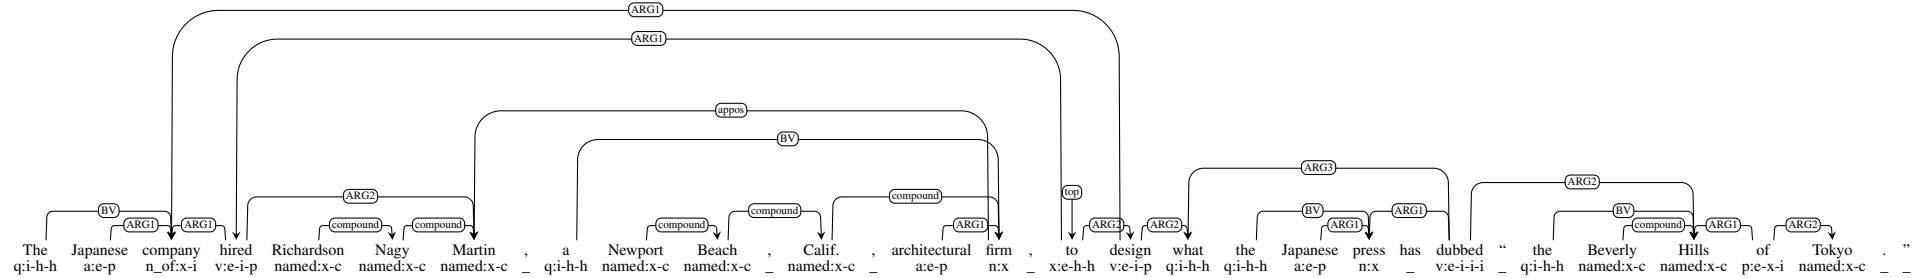 ARG1
ARG1
appos
BV
ARG3
top
ARG2 compound ARG2
BV compound BV BV
ARG1 ARG1 compound compound compound ARG1 ARG2 ARG2 ARG1 ARG1 compound ARG1 ARG2
The Japanese company hired Richardson Nagy Martin , a Newport Beach , Calif. , architectural firm , to design what the Japanese press has dubbed “ the Beverly Hills of Tokyo . ”
q:i-h-h a:e-p n_of:x-i v:e-i-p named:x-c named:x-c named:x-c _ q:i-h-h named:x-c named:x-c _ named:x-c _ a:e-p n:x _ x:e-h-h v:e-i-p q:i-h-h q:i-h-h a:e-p n:x _ v:e-i-i-i _ q:i-h-h named:x-c named:x-c p:e-x-i named:x-c _ _